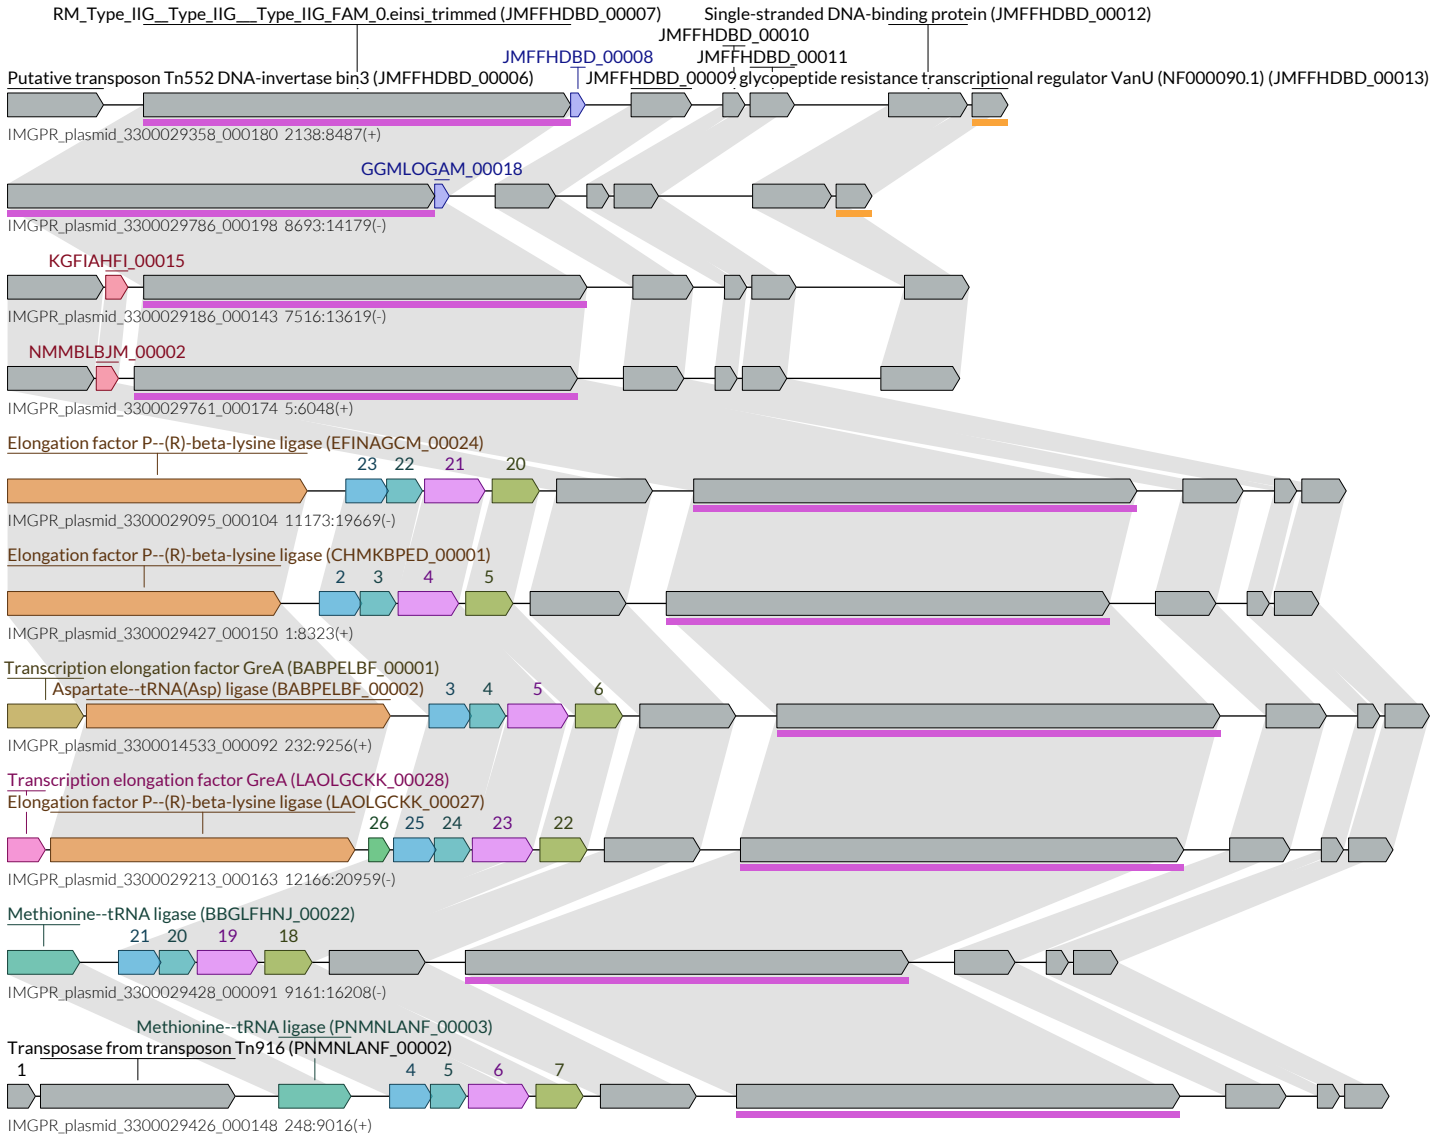 RM_Type_IIG__Type_IIG___Type_IIG_FAM_0.einsi_trimmed (JMFFHDBD_00007)
Single-stranded DNA-binding protein (JMFFHDBD_00012)
JMFFHDBD_00010
JMFFHDBD_00008
JMFFHDBD_00011
Putative transposon Tn552 DNA-invertase bin3 (JMFFHDBD_00006)
JMFFHDBD_00009
glycopeptide resistance transcriptional regulator VanU (NF000090.1) (JMFFHDBD_00013)
IMGPR_plasmid_3300029358_000180 2138:8487(+)
GGMLOGAM_00018
IMGPR_plasmid_3300029786_000198 8693:14179(-)
KGFIAHFI_00015
IMGPR_plasmid_3300029186_000143 7516:13619(-)
NMMBLBJM_00002
IMGPR_plasmid_3300029761_000174 5:6048(+)
Elongation factor P--(R)-beta-lysine ligase (EFINAGCM_00024)
23 22 21 20
IMGPR_plasmid_3300029095_000104 11173:19669(-)
Elongation factor P--(R)-beta-lysine ligase (CHMKBPED_00001)
2 3 4 5
IMGPR_plasmid_3300029427_000150 1:8323(+)
Transcription elongation factor GreA (BABPELBF_00001)
Aspartate--tRNA(Asp) ligase (BABPELBF_00002)
3 4 5 6
IMGPR_plasmid_3300014533_000092 232:9256(+)
Transcription elongation factor GreA (LAOLGCKK_00028)
Elongation factor P--(R)-beta-lysine ligase (LAOLGCKK_00027)
26 25 24 23 22
IMGPR_plasmid_3300029213_000163 12166:20959(-)
Methionine--tRNA ligase (BBGLFHNJ_00022)
21 20 19 18
IMGPR_plasmid_3300029428_000091 9161:16208(-)
Methionine--tRNA ligase (PNMNLANF_00003)
Transposase from transposon Tn916 (PNMNLANF_00002)
1 4 5 6 7
IMGPR_plasmid_3300029426_000148 248:9016(+)